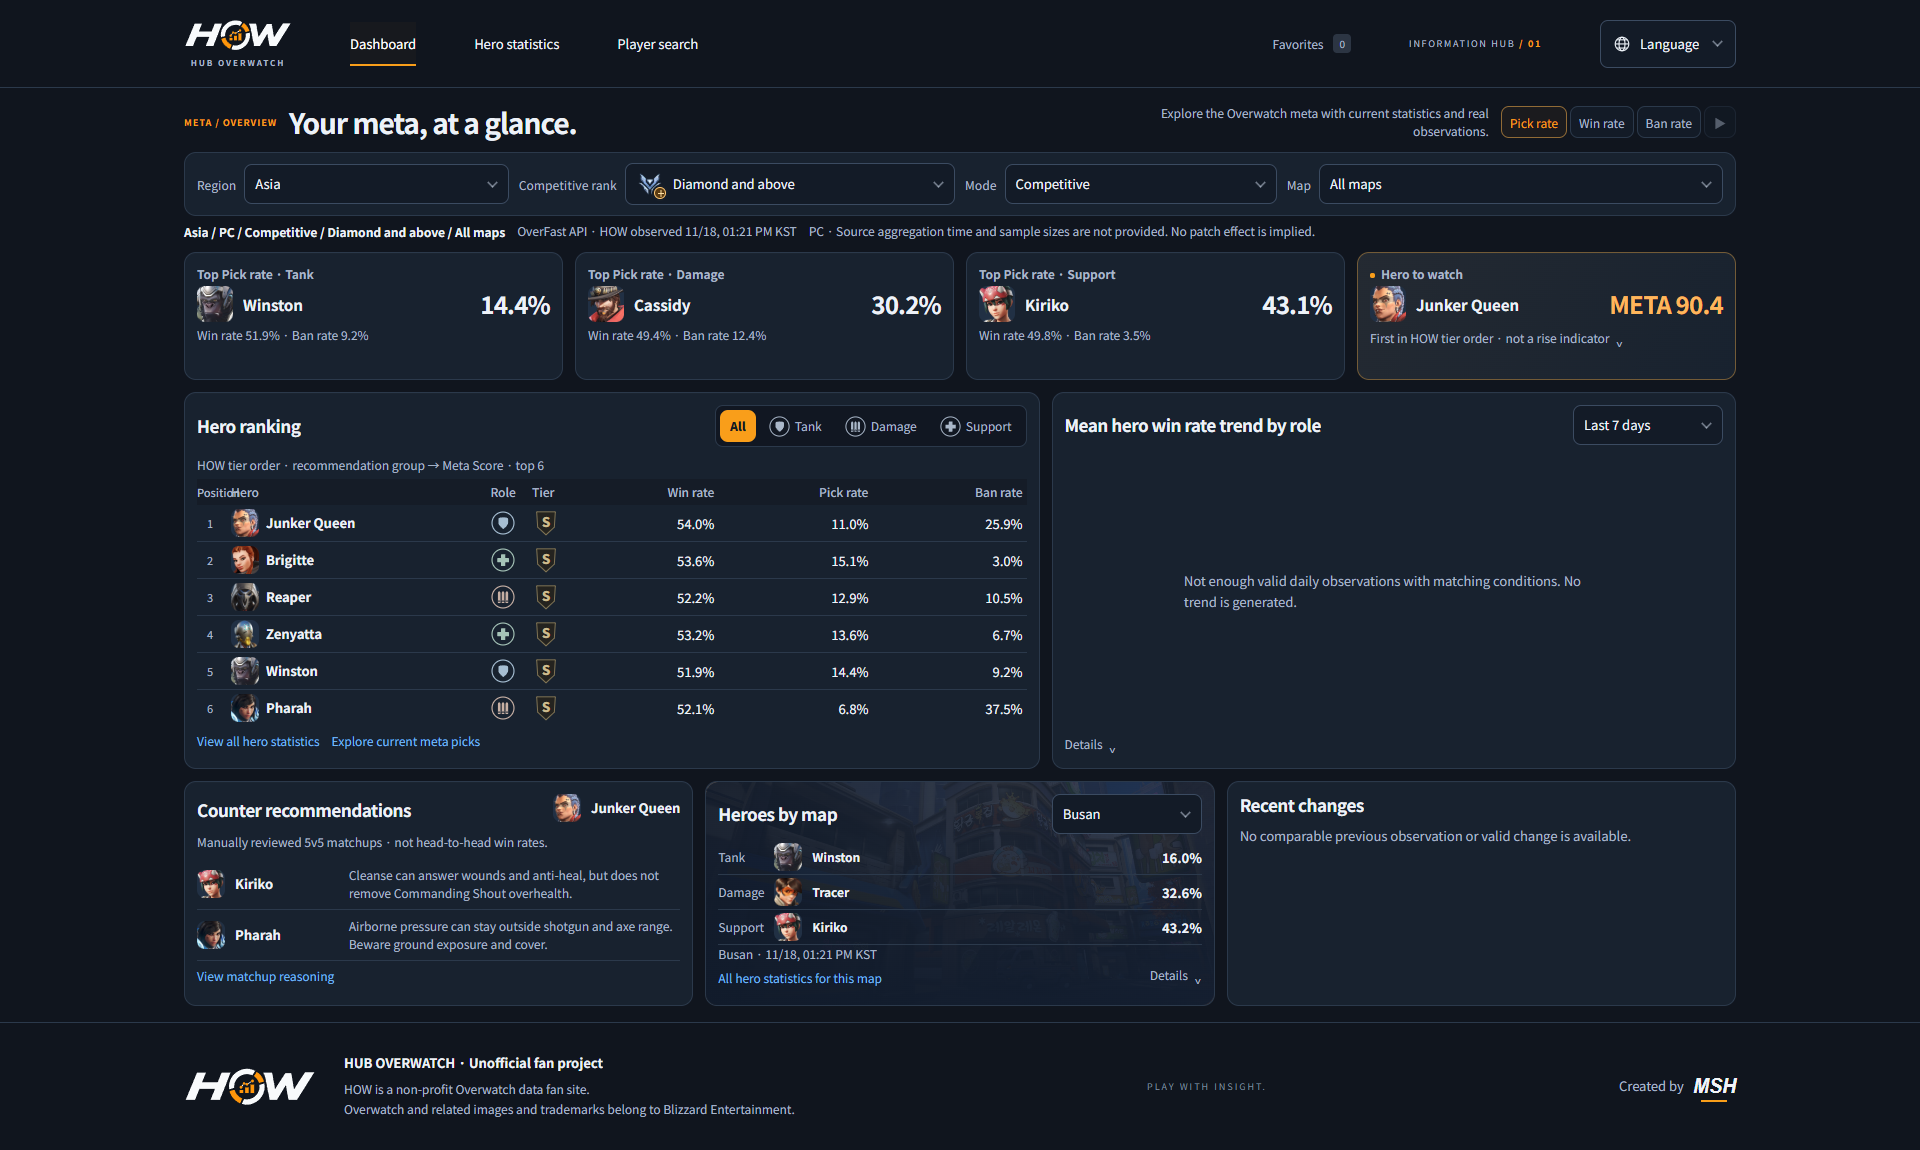 HOW
HUB OVERWATCH
Dashboard
Hero statistics
Player search
Favorites 0
INFORMATION HUB / 01
Language
META / OVERVIEW
Your meta, at a glance.
Explore the Overwatch meta with current statistics and real
observations.
Pick rate
Win rate
Ban rate
Region
Asia
Competitive rank
Diamond and above
Mode
Competitive
Map
All maps
Asia / PC / Competitive / Diamond and above / All maps OverFast API · HOW observed 11/18, 01:21 PM KST PC · Source aggregation time and sample sizes are not provided. No patch effect is implied.
Top Pick rate · Tank
Winston 14.4%
Win rate 51.9% · Ban rate 9.2%
Top Pick rate · Damage
Cassidy 30.2%
Win rate 49.4% · Ban rate 12.4%
Top Pick rate · Support
Kiriko 43.1%
Win rate 49.8% · Ban rate 3.5%
Hero to watch
Junker Queen META 90.4
First in HOW tier order · not a rise indicator
Hero ranking
All
Tank
Damage
Support
HOW tier order · recommendation group → Meta Score · top 6
Position Hero Role Tier Win rate Pick rate Ban rate
1 Junker Queen S 54.0% 11.0% 25.9%
2 Brigitte S 53.6% 15.1% 3.0%
3 Reaper S 52.2% 12.9% 10.5%
4 Zenyatta S 53.2% 13.6% 6.7%
5 Winston S 51.9% 14.4% 9.2%
6 Pharah S 52.1% 6.8% 37.5%
View all hero statistics Explore current meta picks
Mean hero win rate trend by role
Last 7 days
Not enough valid daily observations with matching conditions. No
trend is generated.
Details
Counter recommendations
Junker Queen
Manually reviewed 5v5 matchups · not head-to-head win rates.
Kiriko
Cleanse can answer wounds and anti-heal, but does not
remove Commanding Shout overhealth.
Pharah
Airborne pressure can stay outside shotgun and axe range.
Beware ground exposure and cover.
View matchup reasoning
Heroes by map
Busan
Tank Winston 16.0%
Damage Tracer 32.6%
Support Kiriko 43.2%
Busan · 11/18, 01:21 PM KST
All hero statistics for this map
Details
Recent changes
No comparable previous observation or valid change is available.
HOW
HUB OVERWATCH · Unofficial fan project
HOW is a non-profit Overwatch data fan site.
Overwatch and related images and trademarks belong to Blizzard Entertainment.
PLAY WITH INSIGHT.
Created by MSH